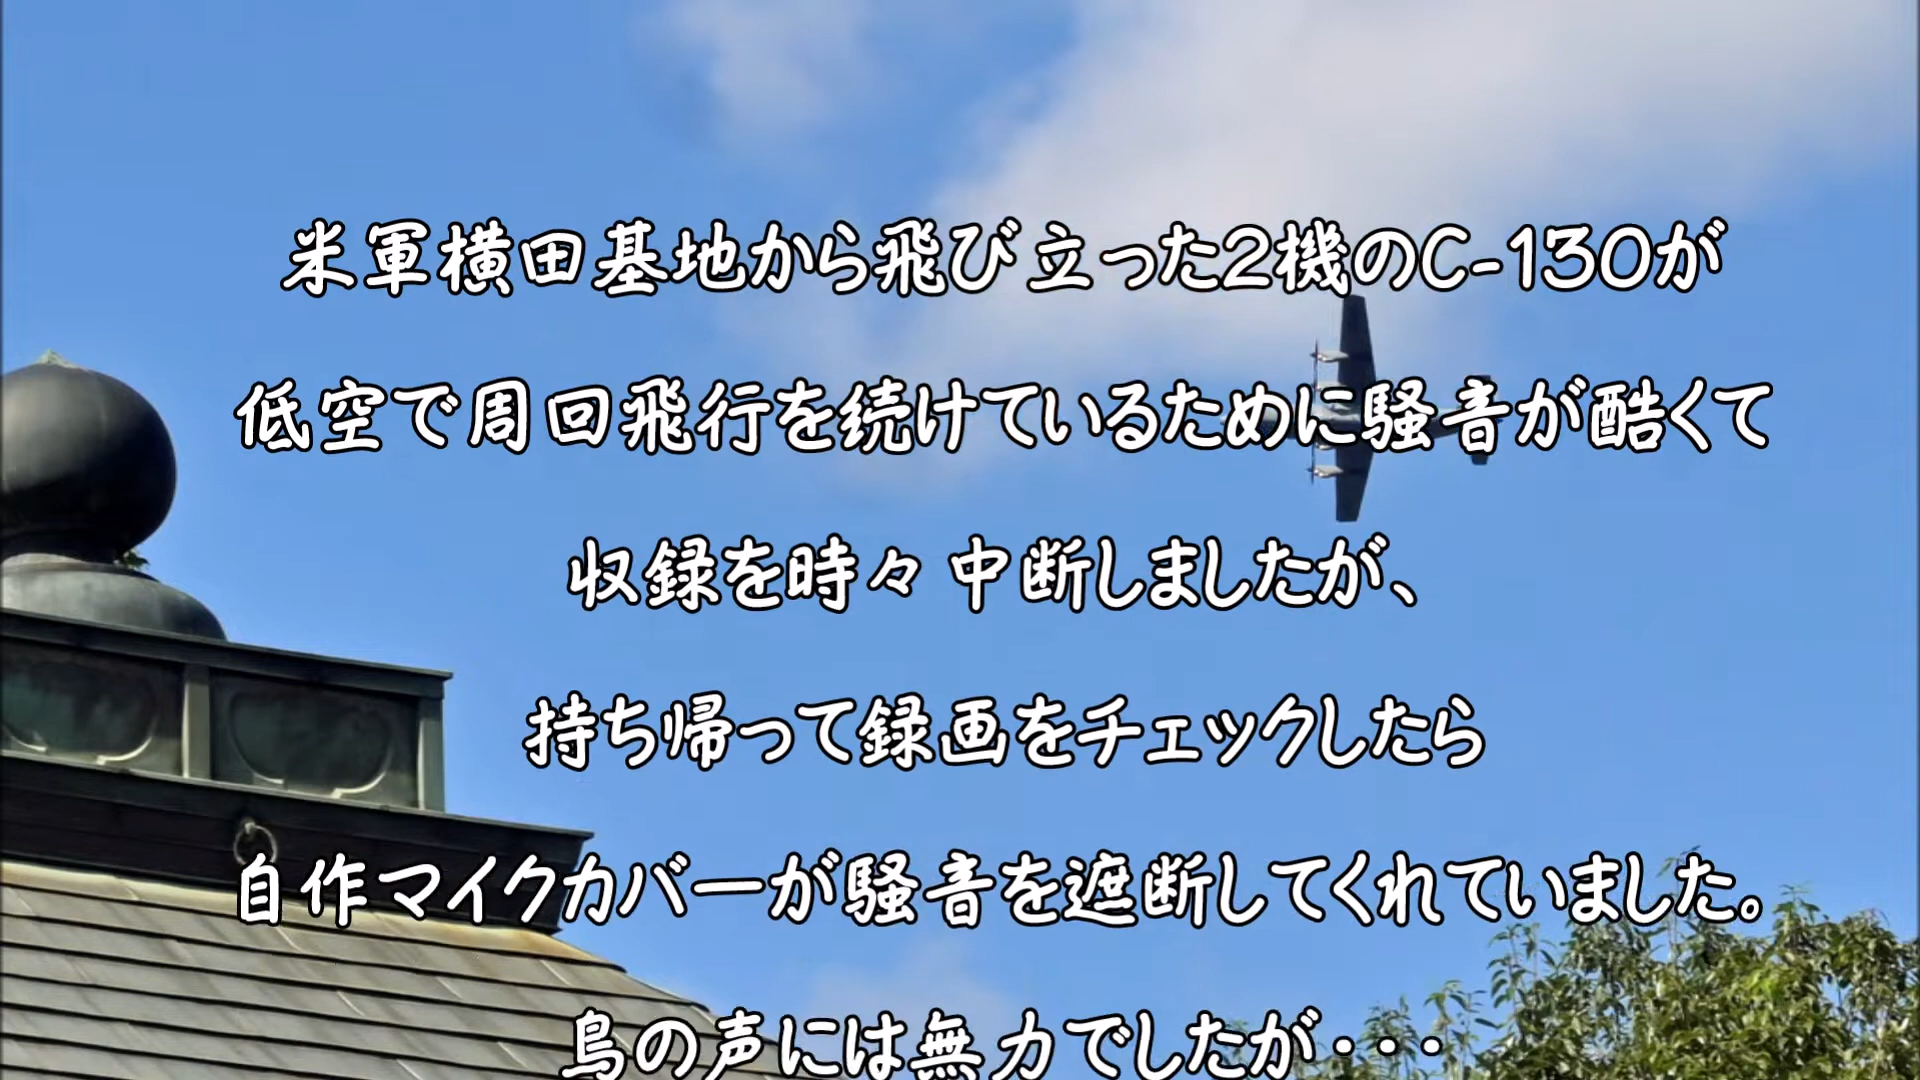 米軍横田基地から飛び立った2機のC-130が
低空で周回飛行を続けているために騒音が酷くて
収録を時々中断しましたが、
持ち帰って録画をチェックしたら
自作マイクカバーが騒音を遮断してくれていました。
鳥の声には無力でしたが・・・